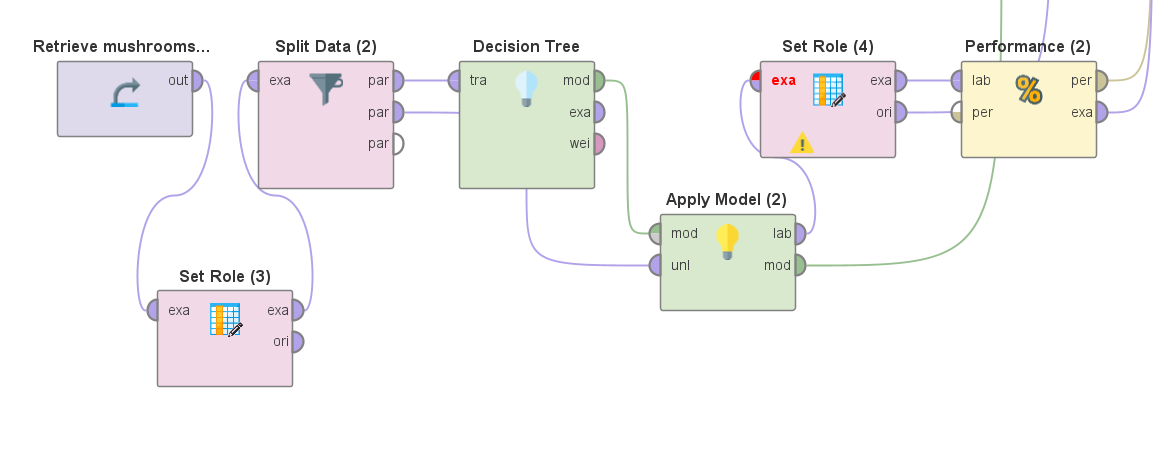 Retrieve mushrooms...
out
Split Data (2)
exa par
par
par
Decision Tree
tra mod
exa
wei
Set Role (4)
exa exa
ori
Performance (2)
lab per
per exa
%
Apply Model (2)
mod lab
unl mod
Set Role (3)
exa exa
ori